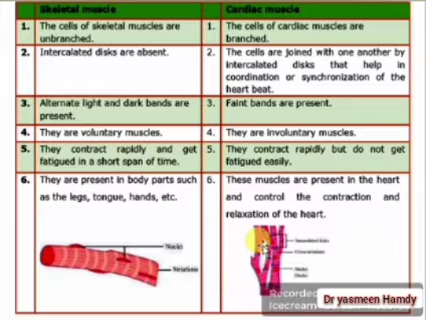 Skeletal muscle
Cardiac muscle
1. The cells of skeletal muscles are
unbranched.
1. The cells of cardiac muscles are
branched.
2. Intercalated disks are absent.
2. The cells are joined with one another by
intercalated disks that help in
coordination or synchronization of the
heart beat.
3. Alternate light and dark bands are
present.
3. Faint bands are present.
4. They are voluntary muscles.
4. They are involuntary muscles.
5. They contract rapidly and get
fatigued in a short span of time.
5. They contract rapidly but do not get
fatigued easily.
6. They are present in body parts such
as the legs, tongue, hands, etc.
6. These muscles are present in the heart
and control the contraction and
relaxation of the heart.
Nuclei
Striations
Recorded
Icecream
Dr yasmeen Hamdy